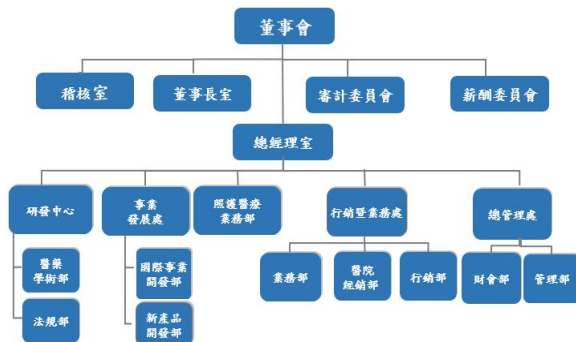 董事會
稽核室
董事長室
審計委員會
薪酬委員會
總經理室
研發中心
事業
發展處
照護醫療
業務部
行銷暨業務處
總管理處
醫藥
學術部
國際事業
開發部
業務部
醫院
經銷部
行銷部
財會部
管理部
法規部
新產品
開發部